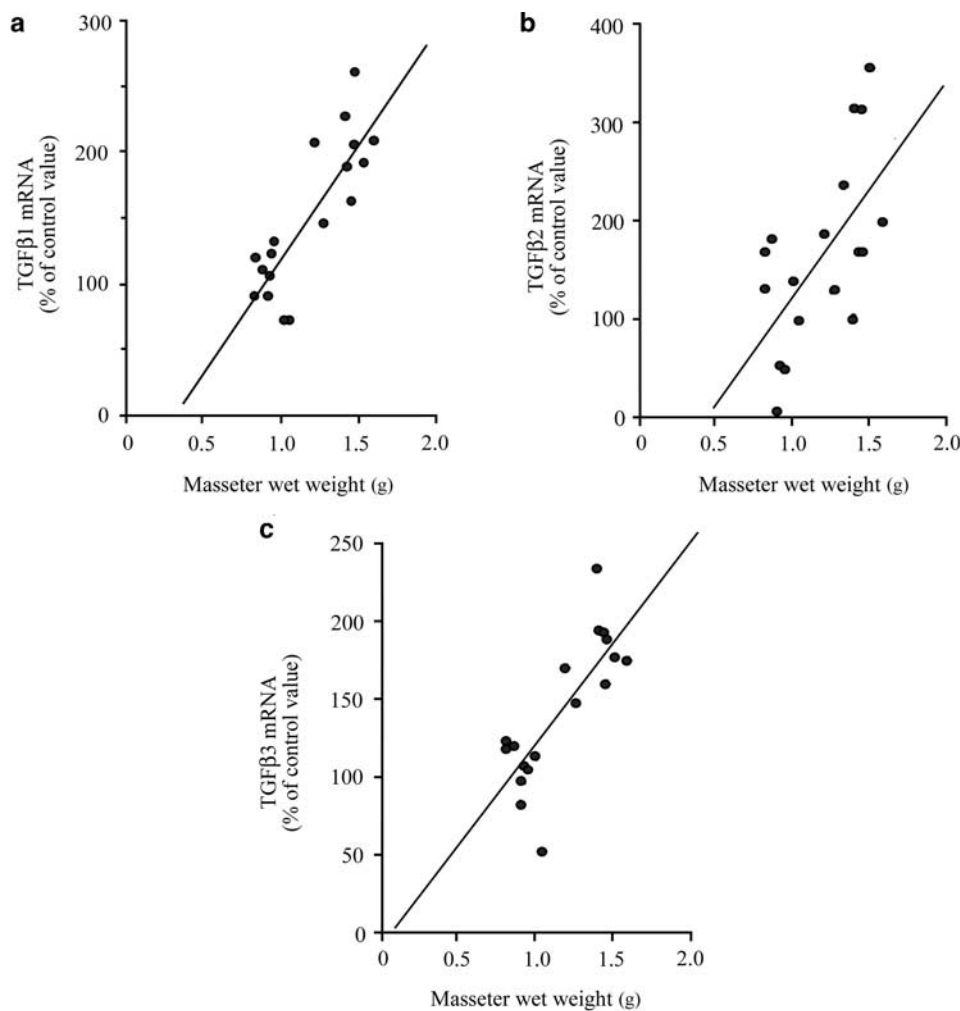 a
300
200
100
0
TGFβ1 mRNA
(% of control value)
0 0.5 1.0 1.5 2.0
Masseter wet weight (g)
b
400
300
200
100
0
TGFβ2 mRNA
(% of control value)
0 0.5 1.0 1.5 2.0
Masseter wet weight (g)
c
250
200
150
100
50
0
TGFβ3 mRNA
(% of control value)
0 0.5 1.0 1.5 2.0
Masseter wet weight (g)